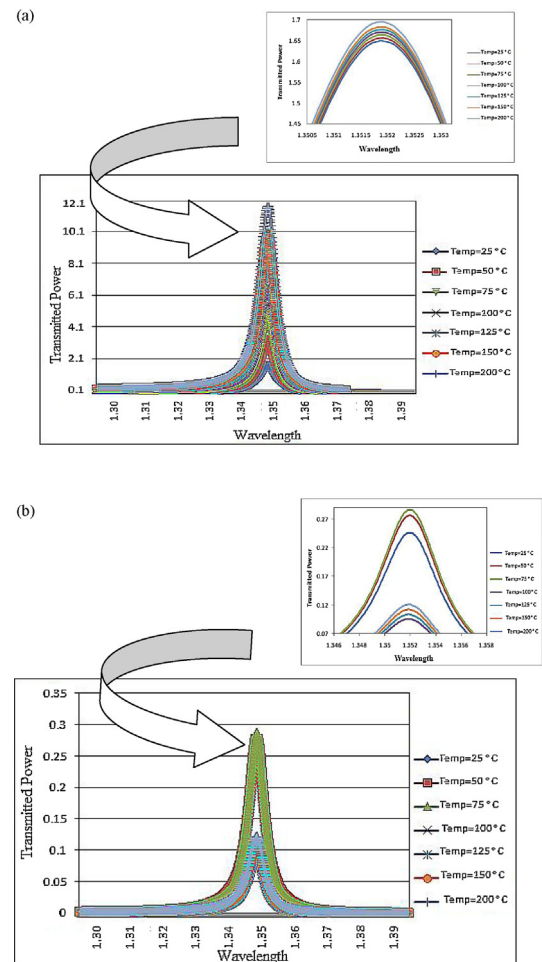 (a)
1.7
1.65
1.6
1.55
1.5
1.45
Transmitted Power
1.3505 1.351 1.3515 1.352 1.3525 1.353
Wavelength
Temp=25°C
Temp=50°C
Temp=75°C
Temp=100°C
Temp=125°C
Temp=150°C
Temp=200°C
12.1
10.1
8.1
6.1
4.1
2.1
0.1
Transmitted Power
1.30 1.31 1.32 1.33 1.34 1.35 1.36 1.37 1.38 1.39
Wavelength
Temp=25°C
Temp=50°C
Temp=75°C
Temp=100°C
Temp=125°C
Temp=150°C
Temp=200°C
(b)
0.27
0.22
0.17
0.12
0.07
Transmitted Power
1.346 1.348 1.35 1.352 1.354 1.356 1.358
Wavelength
Temp=25°C
Temp=50°C
Temp=75°C
Temp=100°C
Temp=125°C
Temp=150°C
Temp=200°C
0.35
0.3
0.25
0.2
0.15
0.1
0.05
0
Transmitted Power
1.30 1.31 1.32 1.33 1.34 1.35 1.36 1.37 1.38 1.39
Wavelength
Temp=25°C
Temp=50°C
Temp=75°C
Temp=100°C
Temp=125°C
Temp=150°C
Temp=200°C